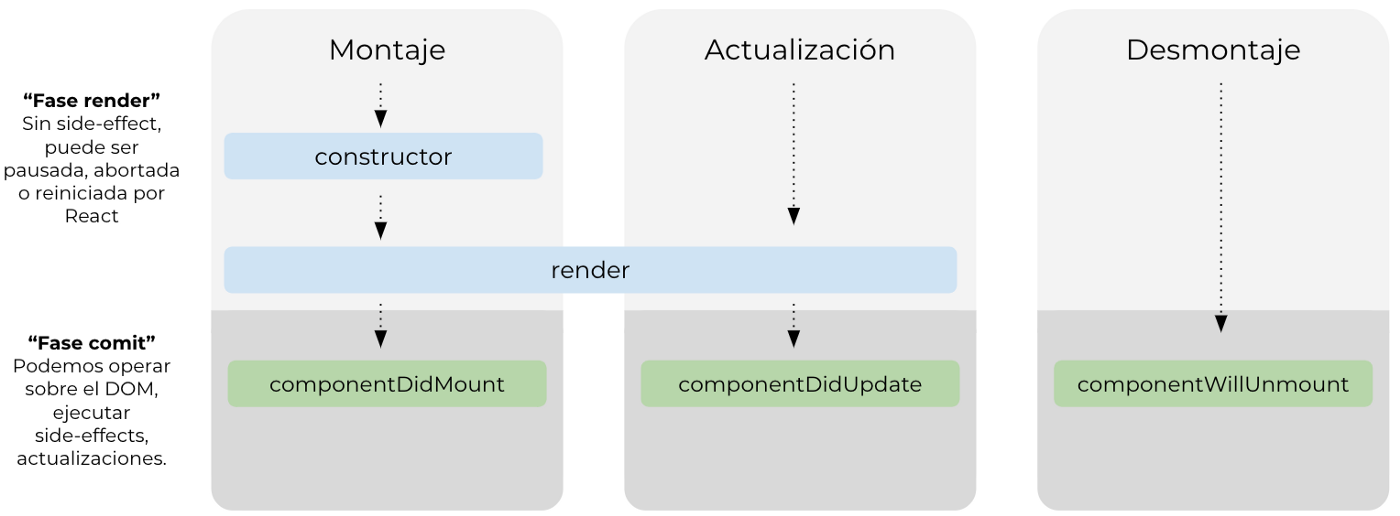 Montaje
Actualización
Desmontaje
“Fase render”
Sin side-effect,
puede ser
pausada, abortada
o reiniciada por
React
constructor
render
“Fase comit”
Podemos operar
sobre el DOM,
ejecutar
side-effects,
actualizaciones.
componentDidMount
componentDidUpdate
componentWillUnmount